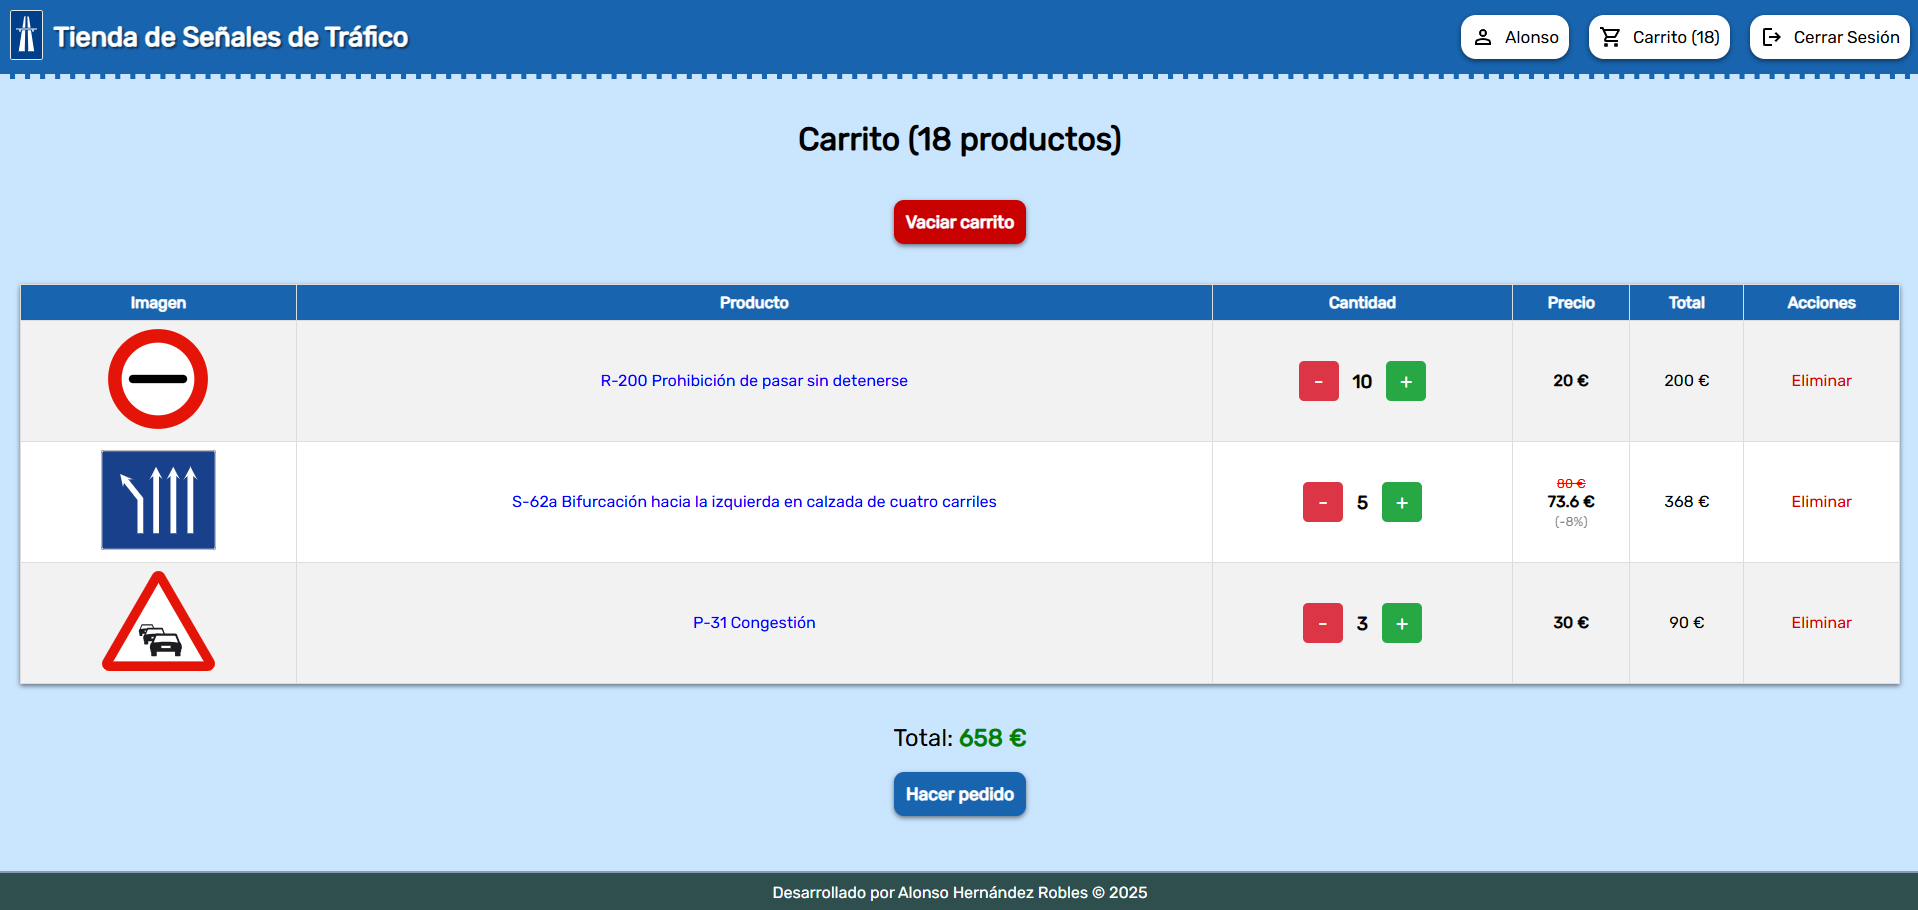 Tienda de Señales de Tráfico
Alonso
Carrito (18)
Cerrar Sesión
Carrito (18 productos)
Vaciar carrito
Imagen Producto Cantidad Precio Total Acciones
R-200 Prohibición de pasar sin detenerse - 10 + 20 € 200 € Eliminar
80 €
S-62a Bifurcación hacia la izquierda en calzada de cuatro carriles - 5 + 73.6 € 368 € Eliminar
(-8%)
P-31 Congestión - 3 + 30 € 90 € Eliminar
Total: 658 €
Hacer pedido
Desarrollado por Alonso Hernández Robles © 2025